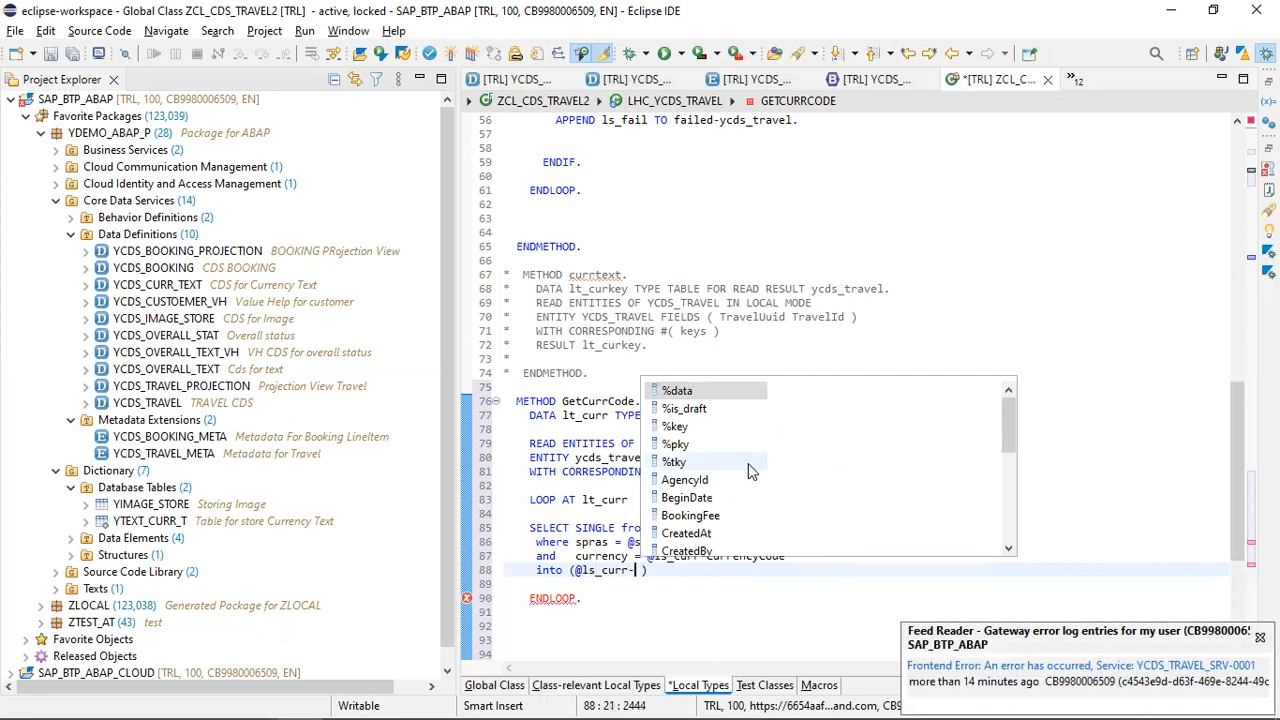 eclipse-workspace - Global Class ZCL_CDS_TRAVEL2 [TRL] - active, locked - SAP_BTP_ABAP [TRL, 100, CB9980006509, EN] - Eclipse IDE
File Edit Source Code Navigate Search Project Run Window Help
Project Explorer
[TRL] YCDS_... [TRL] YCDS_... [TRL] YCDS_... [TRL] YCDS_... *[TRL] ZCL_C... 12
ZCL_CDS_TRAVEL2 LHC_YCDS_TRAVEL GETCURRCODE
SAP_BTP_ABAP [TRL, 100, CB9980006509, EN]
Favorite Packages (123,039)
YDEMO_ABAP_P (28) Package for ABAP
Business Services (2)
Cloud Communication Management (1)
Cloud Identity and Access Management (1)
Core Data Services (14)
Behavior Definitions (2)
Data Definitions (10)
YCDS_BOOKING_PROJECTION BOOKING PRojection View
YCDS_BOOKING CDS BOOKING
YCDS_CURR_TEXT CDS for Currency Text
YCDS_CUSTOEMER_VH Value Help for customer
YCDS_IMAGE_STORE CDS for Image
YCDS_OVERALL_STAT Overall status
YCDS_OVERALL_TEXT_VH VH CDS for overall status
YCDS_OVERALL_TEXT Cds for text
YCDS_TRAVEL_PROJECTION Projection View Travel
YCDS_TRAVEL TRAVEL CDS
Metadata Extensions (2)
YCDS_BOOKING_META Metadata For Booking LineItem
YCDS_TRAVEL_META Metadata for Travel
Dictionary (7)
Database Tables (2)
YIMAGE_STORE Storing Image
YTEXT_CURR_T Table for store Currency Text
Data Elements (4)
Structures (1)
Source Code Library (2)
Texts (1)
ZLOCAL (123,038) Generated Package for ZLOCAL
ZTEST_AT (1) test
Favorite Objects
Released Objects
SAP_BTP_ABAP_CLOUD [TRL, 100, CB9980006509, EN]
56 APPEND ls_fail TO failed-ycds_travel.
57
58
59 ENDIF.
60
61 ENDLOOP.
62
63
64
65 ENDMETHOD.
66
67 * METHOD currtext.
68 * DATA lt_curkey TYPE TABLE FOR READ RESULT ycds_travel.
69 * READ ENTITIES OF YCDS_TRAVEL IN LOCAL MODE
70 * ENTITY YCDS_TRAVEL FIELDS ( TravelUuid TravelId )
71 * WITH CORRESPONDING #( keys )
72 * RESULT lt_curkey.
73 *
74 * ENDMETHOD.
75
76 METHOD GetCurrCode.
77 DATA lt_curr TYPE
78
79 READ ENTITIES OF
80 ENTITY ycds_trave
81 WITH CORRESPONDIN
82
83 LOOP AT lt_curr
84
85 SELECT SINGLE fro
86 where spras = @s
87 and currency = @ls_curr-CurrencyCode
88 into (@ls_curr- )
89
90 ENDLOOP.
91
92
93
94
%data
%is_draft
%key
%pky
%tky
AgencyId
BeginDate
BookingFee
CreatedAt
CreatedBy
Feed Reader - Gateway error log entries for my user (CB99800065
SAP_BTP_ABAP
Frontend Error: An error has occurred, Service: YCDS_TRAVEL_SRV-0001
more than 14 minutes ago CB9980006509 (c4543e9d-d63f-469e-8244-49c
Global Class Class-relevant Local Types *Local Types Test Classes Macros
Writable Smart Insert 88 : 21 : 2444 TRL, 100, https://6654aaf...and.com, CB9